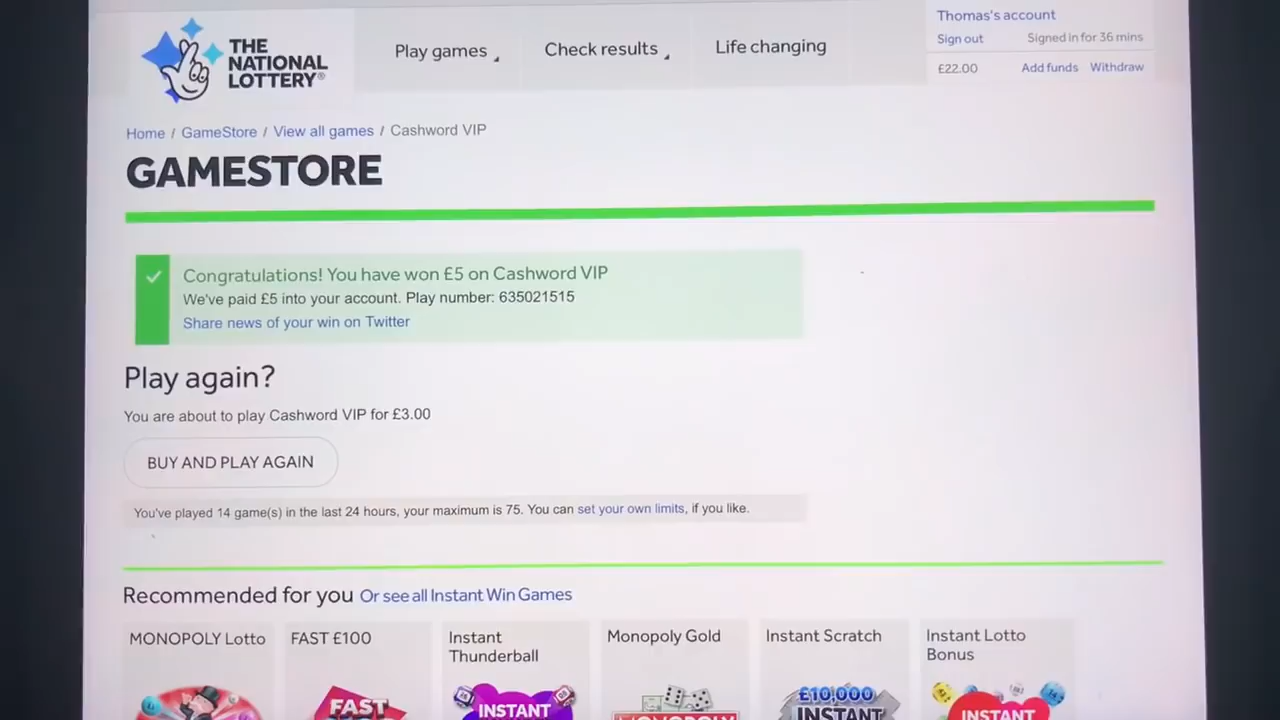 THE
NATIONAL
LOTTERY®
Play games
Check results
Life changing
Thomas's account
Sign out
Signed in for 36 mins
£22.00
Add funds
Withdraw
Home / GameStore / View all games / Cashword VIP
GAMESTORE
Congratulations! You have won £5 on Cashword VIP
We've paid £5 into your account. Play number: 635021515
Share news of your win on Twitter
Play again?
You are about to play Cashword VIP for £3.00
BUY AND PLAY AGAIN
You've played 14 game(s) in the last 24 hours, your maximum is 75. You can set your own limits, if you like.
Recommended for you Or see all Instant Win Games
MONOPOLY Lotto
FAST £100
Instant
Thunderball
Monopoly Gold
Instant Scratch
Instant Lotto
Bonus
FAST
INSTANT
MONOPOLY
£10,000
INSTANT
INSTANT